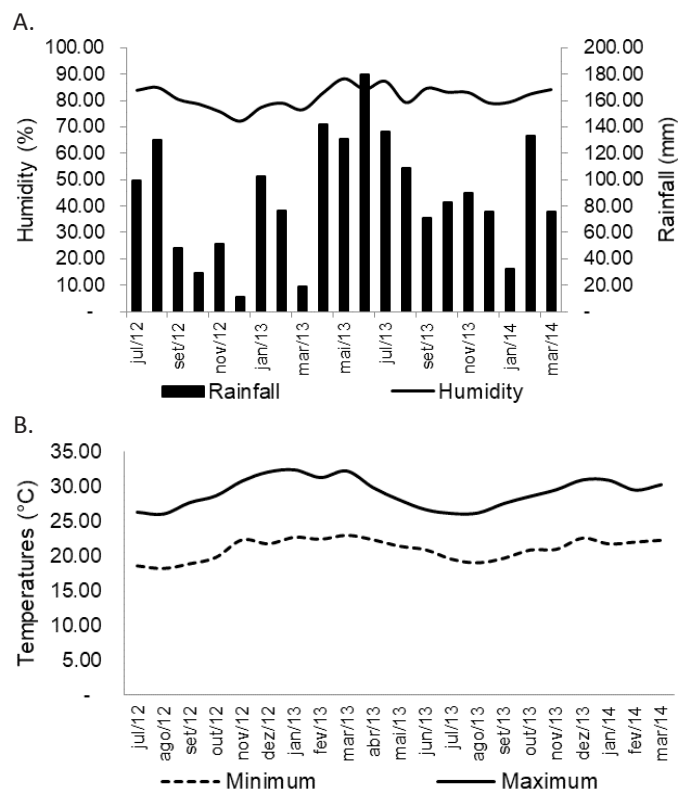 A.
100.00
90.00
80.00
70.00
60.00
50.00
40.00
30.00
20.00
10.00
-
Humidity (%)
200.00
180.00
160.00
140.00
120.00
100.00
80.00
60.00
40.00
20.00
-
Rainfall (mm)
jul/12
set/12
nov/12
jan/13
mar/13
mai/13
jul/13
set/13
nov/13
jan/14
mar/14
Rainfall Humidity
B.
35.00
30.00
25.00
20.00
15.00
10.00
5.00
-
Temperatures (°C)
jul/12
ago/12
set/12
out/12
nov/12
dez/12
jan/13
fev/13
mar/13
abr/13
mai/13
jun/13
jul/13
ago/13
set/13
out/13
nov/13
dez/13
jan/14
fev/14
mar/14
Minimum Maximum